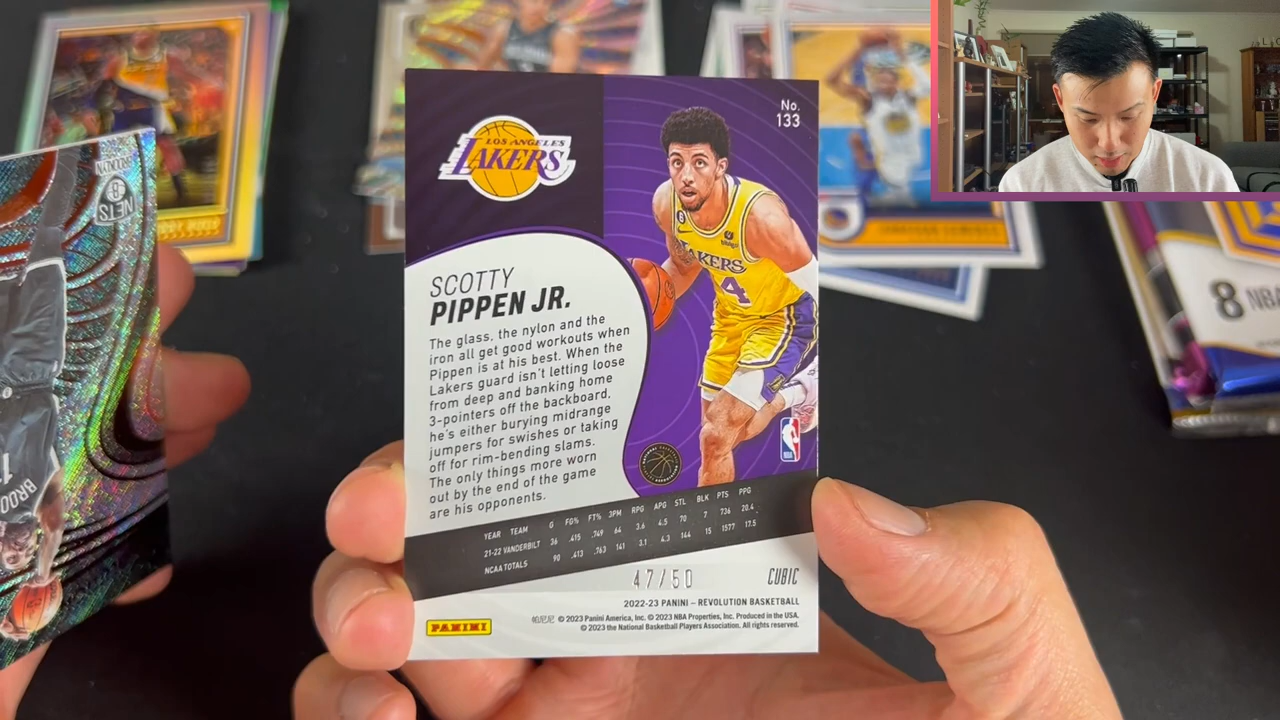 No.
133
LOS ANGELES
LAKERS
SCOTTY
PIPPEN JR.
The glass, the nylon and the
iron all get good workouts when
Pippen is at his best. When the
Lakers guard isn't letting loose
from deep and banking home
3-pointers off the backboard,
he's either burying midrange
jumpers for swishes or taking
off for rim-bending slams.
The only things more worn
out by the end of the game
are his opponents.
LAKERS
4
NBA
YEAR TEAM G FG% FT% 3PM RPG APG STL BLK PTS PPG
21-22 VANDERBILT 36 .415 .749 64 3.6 4.5 70 7 736 20.4
NCAA TOTALS 90 .413 .763 141 3.1 4.3 144 15 1577 17.5
47/50
CUBIC
2022-23 PANINI – REVOLUTION BASKETBALL
© 2023 Panini America, Inc. © 2023 NBA Properties, Inc. Produced in the USA.
© 2023 the National Basketball Players Association. All rights reserved.
PANINI
NETS
BROO
8 NBA